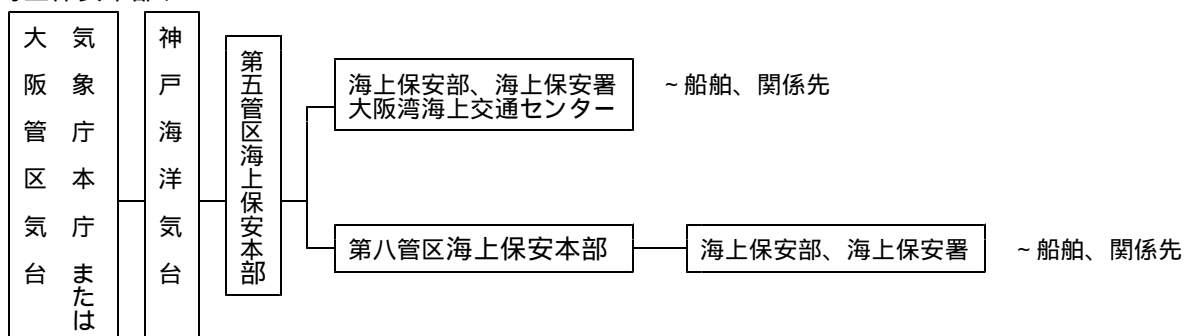 気象庁本庁または
大阪管区気台
神戸海洋気台
第五管区海上保安本部
海上保安部、海上保安署
大阪湾海上交通センター
~船舶、関係先
第八管区海上保安本部
海上保安部、海上保安署
~船舶、関係先